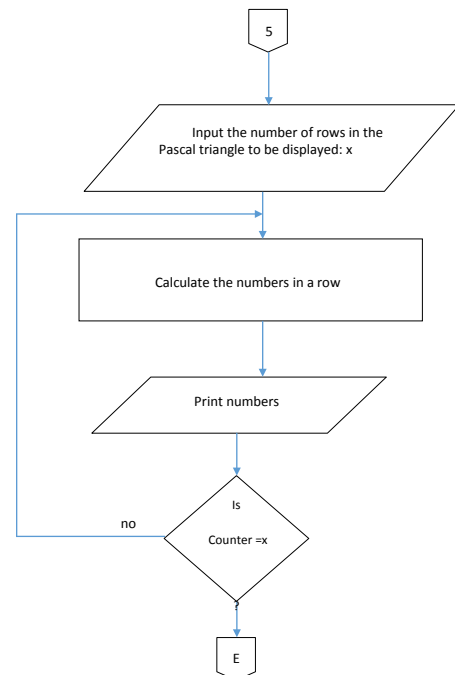 5
Input the number of rows in the
Pascal triangle to be displayed: x
Calculate the numbers in a row
Print numbers
Is
Counter =x
no
?
E